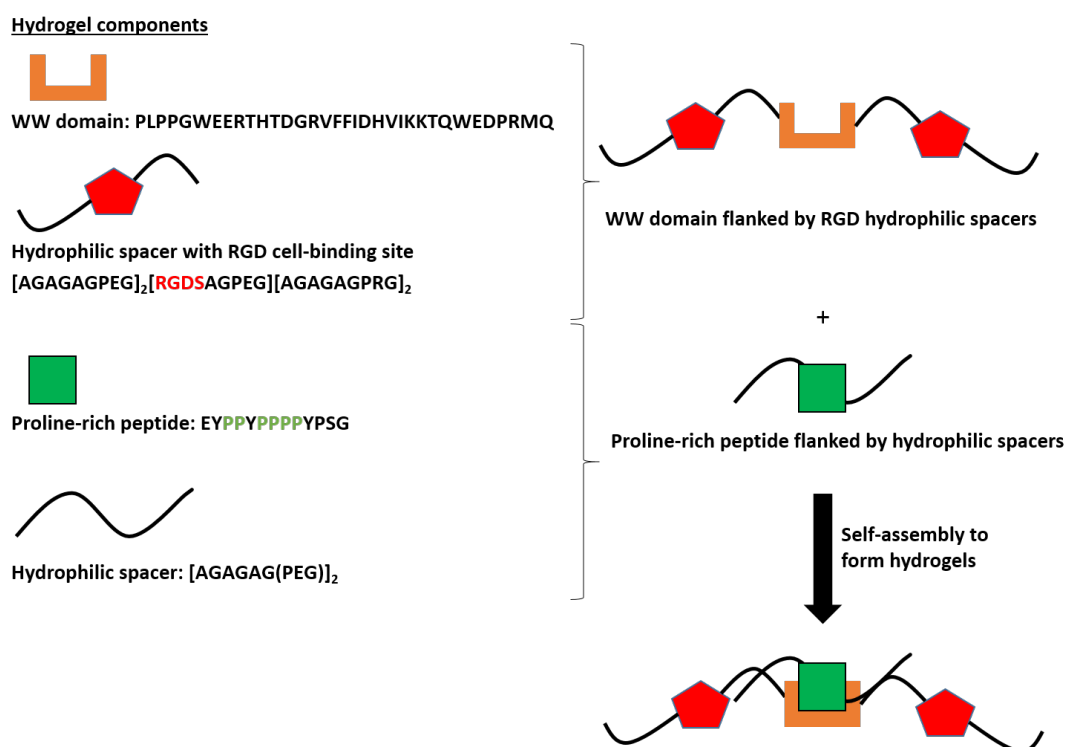 Hydrogel components
WW domain: PLPPGWEERTHTDGRVFFIDHVIKKTQWEDPRMQ
Hydrophilic spacer with RGD cell-binding site
[AGAGAGPEG]2[RGDSAGPEG][AGAGAGPRG]2
Proline-rich peptide: EYPPYPPPPYPSG
Hydrophilic spacer: [AGAGAG(PEG)]2
WW domain flanked by RGD hydrophilic spacers
+
Proline-rich peptide flanked by hydrophilic spacers
Self-assembly to
form hydrogels